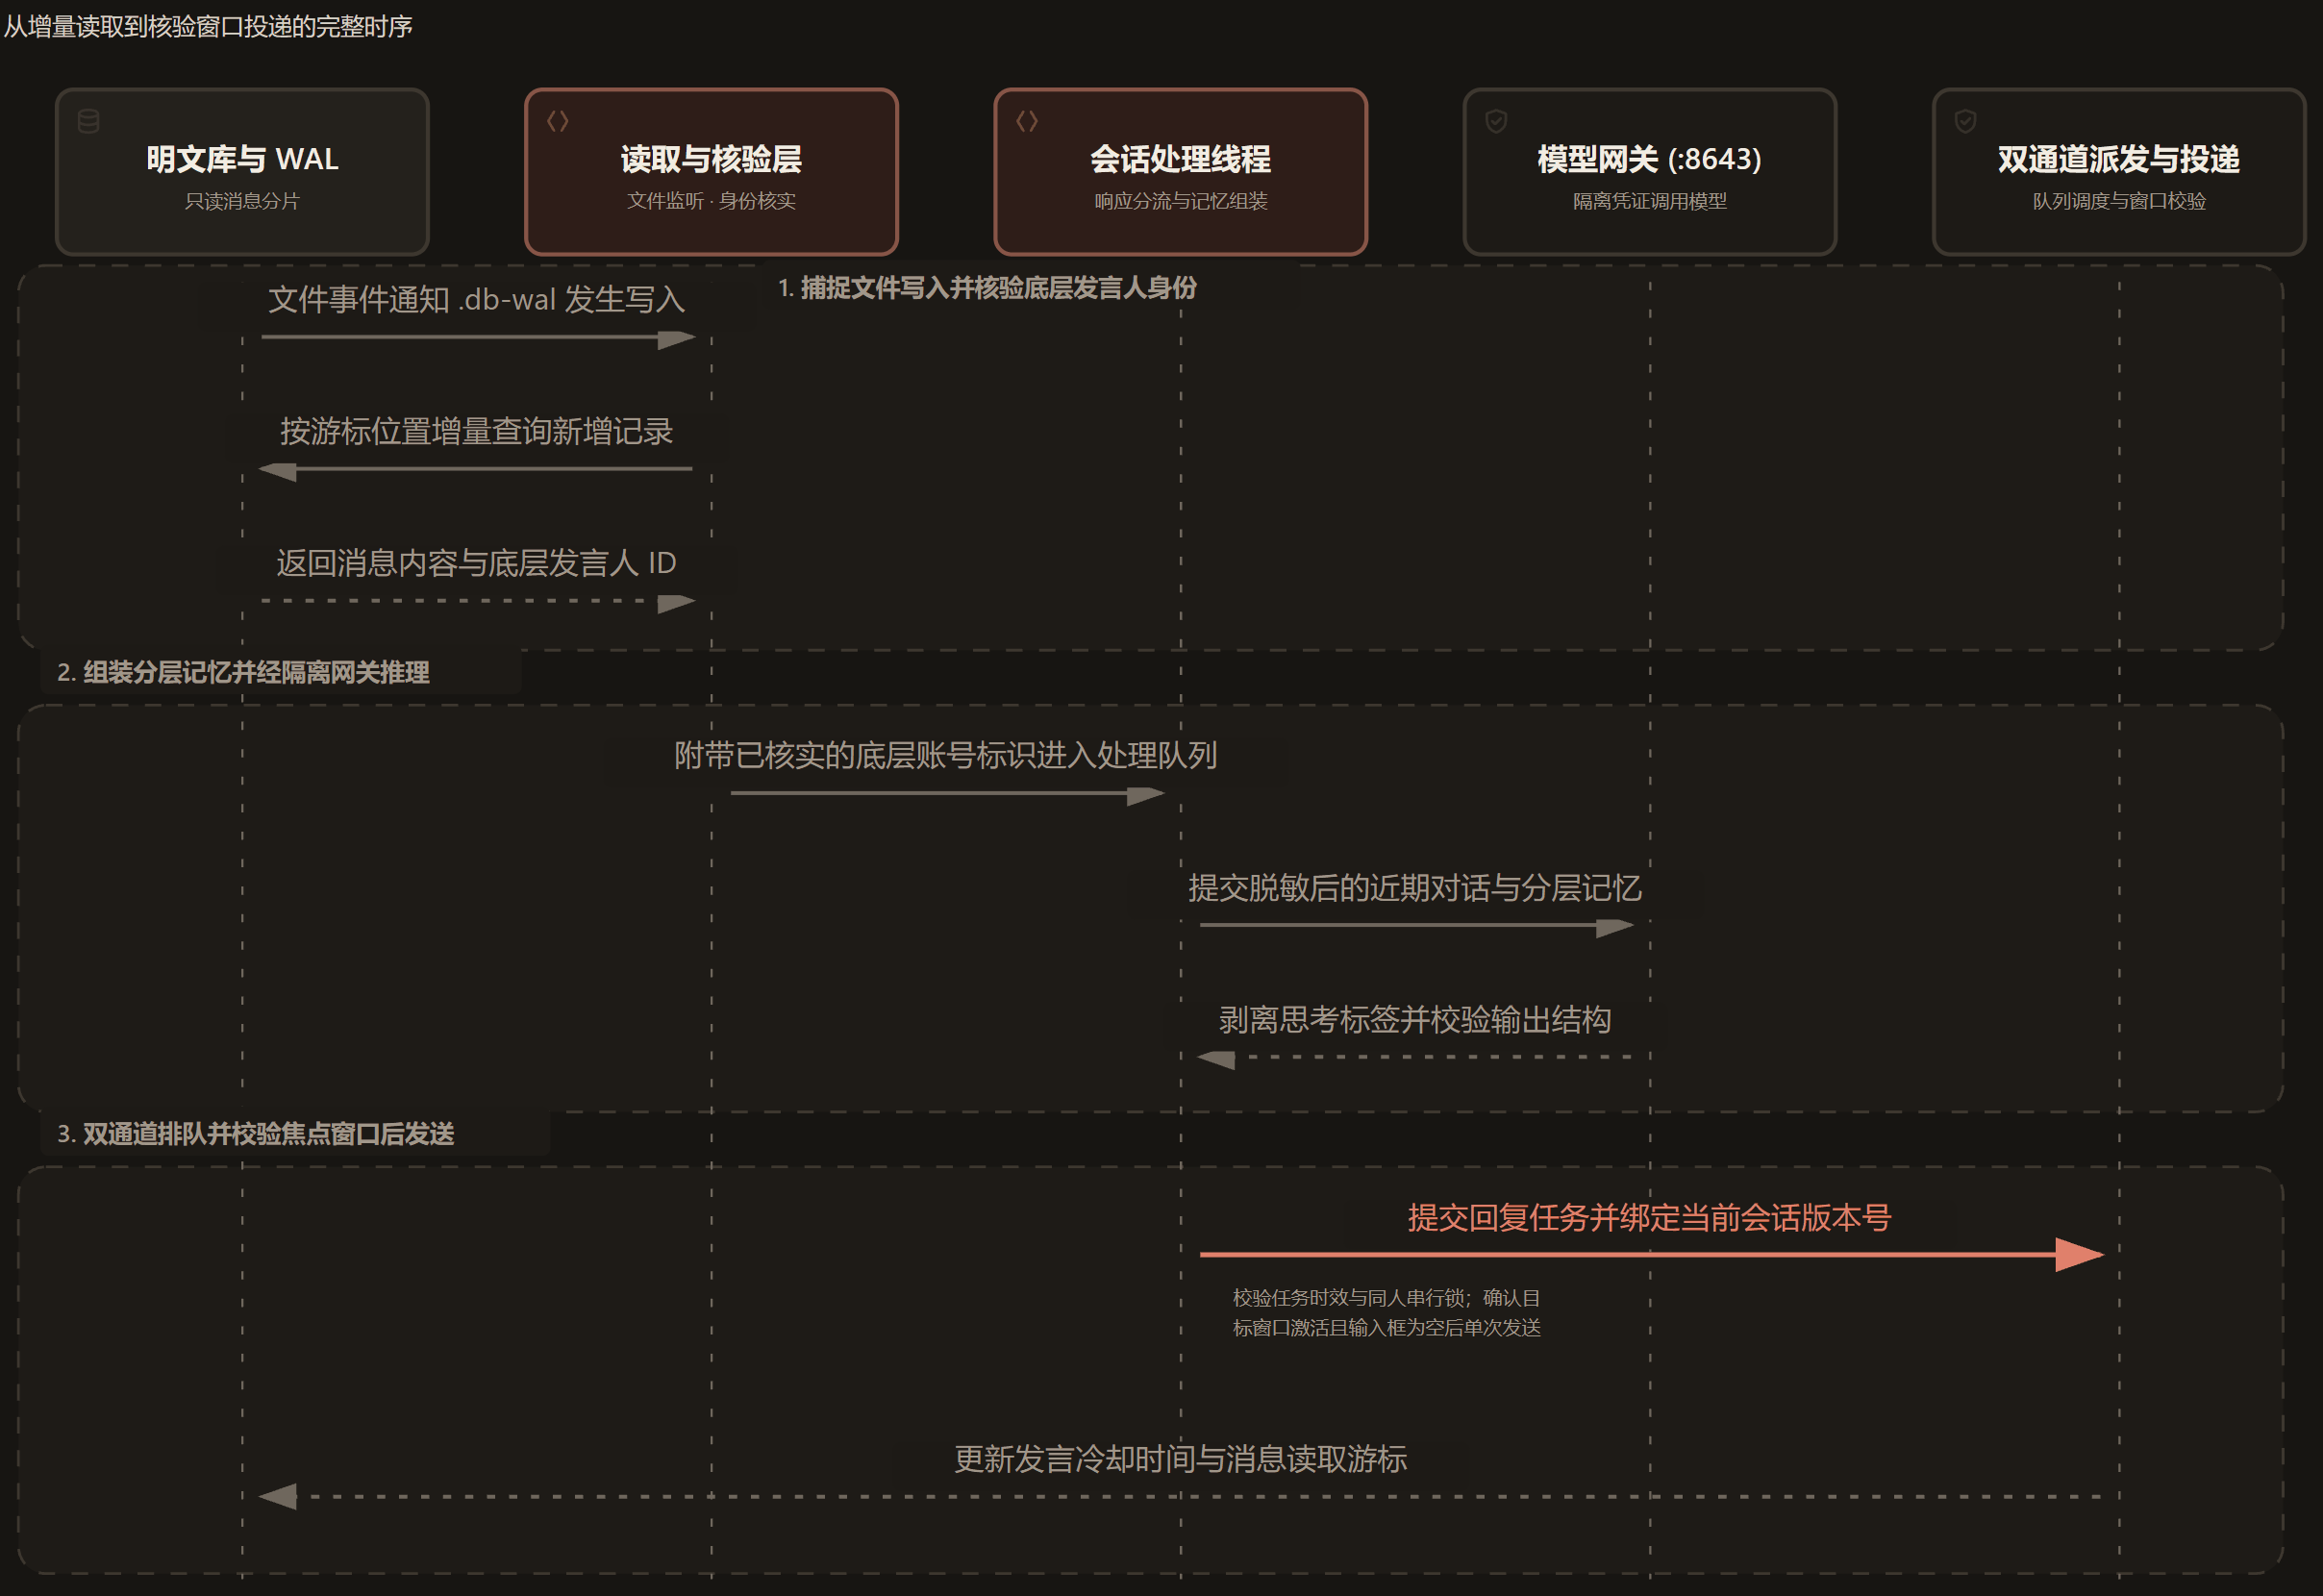 从增量读取到核验窗口投递的完整时序
明文库与 WAL
只读消息分片
读取与核验层
文件监听 · 身份核实
会话处理线程
响应分流与记忆组装
模型网关 (:8643)
隔离凭证调用模型
双通道派发与投递
队列调度与窗口校验
1. 捕捉文件写入并核验底层发言人身份
文件事件通知 .db-wal 发生写入
按游标位置增量查询新增记录
返回消息内容与底层发言人 ID
2. 组装分层记忆并经隔离网关推理
附带已核实的底层账号标识进入处理队列
提交脱敏后的近期对话与分层记忆
剥离思考标签并校验输出结构
3. 双通道排队并校验焦点窗口后发送
提交回复任务并绑定当前会话版本号
校验任务时效与同人串行锁；确认目
标窗口激活且输入框为空后单次发送
更新发言冷却时间与消息读取游标